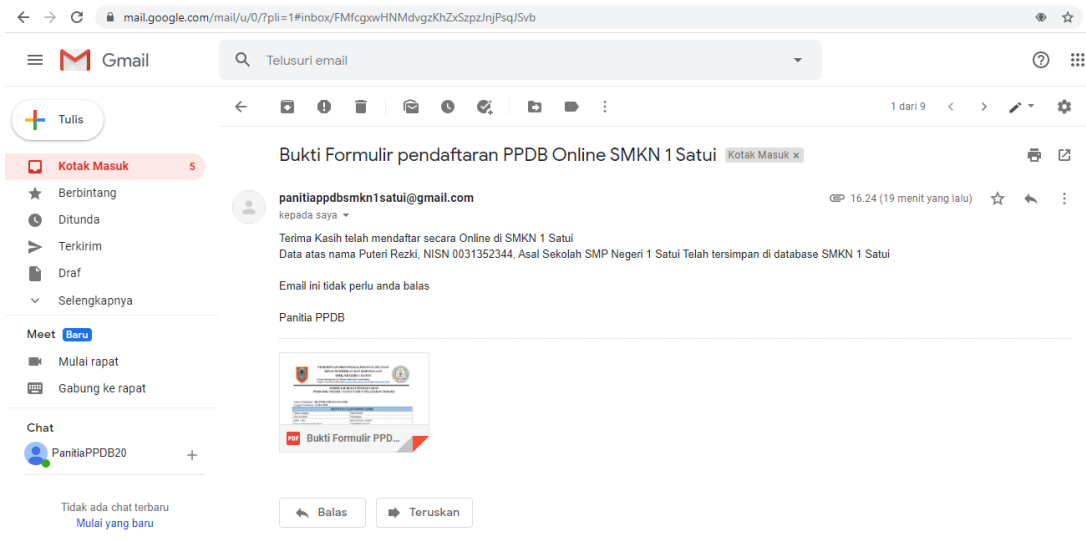 mail.google.com/mail/u/0/?pli=1#inbox/FMfcgxwHNMdvgzKhZxSzpzJnjPsqJSvb
Gmail
Telusuri email
Tulis
1 dari 9
Kotak Masuk 5
Berbintang
Ditunda
Terkirim
Draf
Selengkapnya
Meet Baru
Mulai rapat
Gabung ke rapat
Chat
PanitiaPPDB20
Tidak ada chat terbaru
Mulai yang baru
Bukti Formulir pendaftaran PPDB Online SMKN 1 Satui Kotak Masuk x
panitiappdbsmkn1satui@gmail.com 16.24 (19 menit yang lalu)
kepada saya
Terima Kasih telah mendaftar secara Online di SMKN 1 Satui
Data atas nama Puteri Rezki, NISN 0031352344, Asal Sekolah SMP Negeri 1 Satui Telah tersimpan di database SMKN 1 Satui
Email ini tidak perlu anda balas
Panitia PPDB
PDF Bukti Formulir PPD...
Balas Teruskan